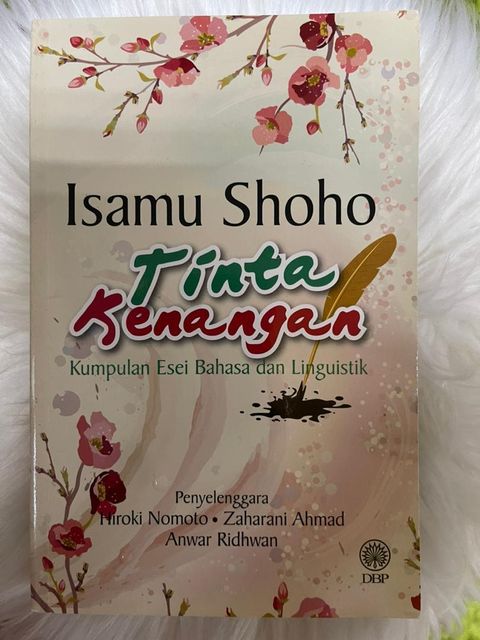 Isamu Shoho
Tinta
Kenangan
Kumpulan Esei Bahasa dan Linguistik
Penyelenggara
Hiroki Nomoto • Zaharani Ahmad
Anwar Ridhwan
DBP